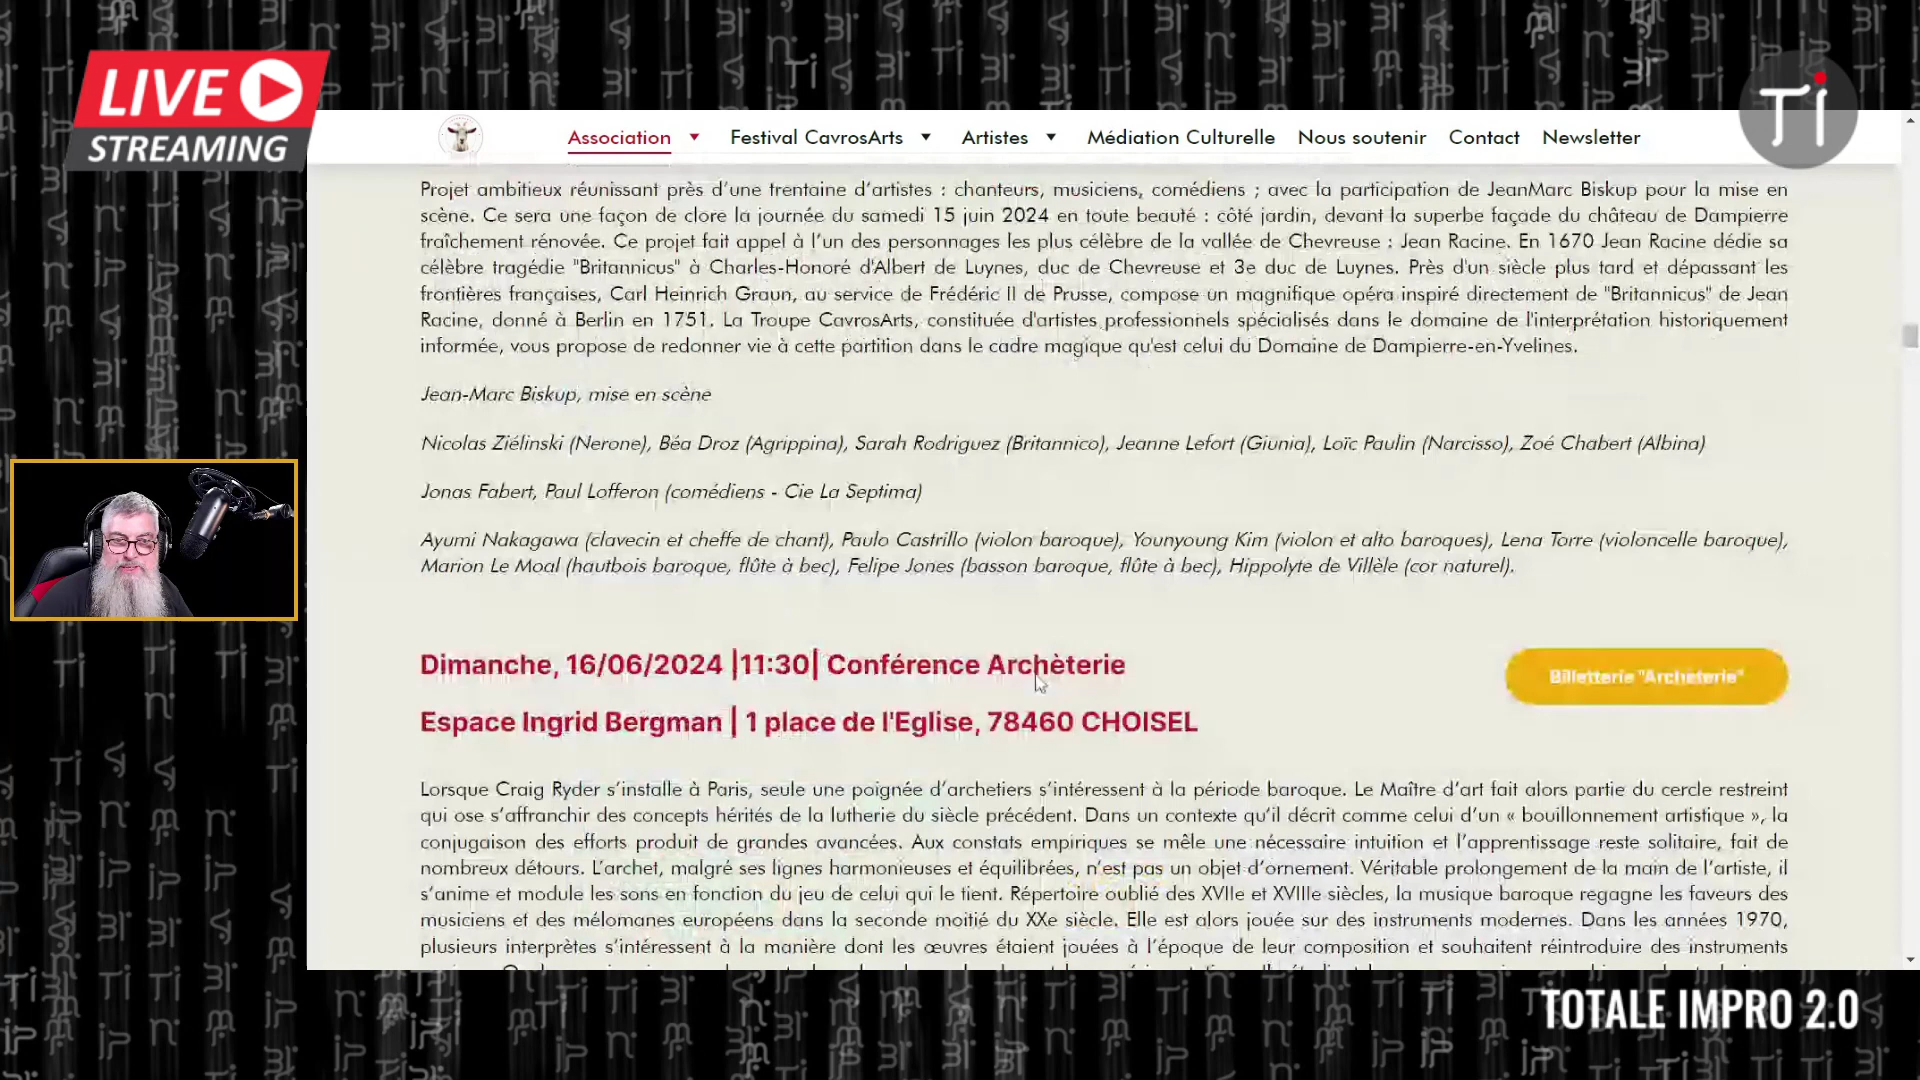 LIVE
STREAMING
Ti
Association
Festival CavrosArts
Artistes
Médiation Culturelle
Nous soutenir
Contact
Newsletter
Projet ambitieux réunissant près d’une trentaine d’artistes : chanteurs, musiciens, comédiens ; avec la participation de JeanMarc Biskup pour la mise en
scène. Ce sera une façon de clore la journée du samedi 15 juin 2024 en toute beauté : côté jardin, devant la superbe façade du château de Dampierre
fraîchement rénovée. Ce projet fait appel à l’un des personnages les plus célèbre de la vallée de Chevreuse : Jean Racine. En 1670 Jean Racine dédie sa
célèbre tragédie "Britannicus" à Charles-Honoré d'Albert de Luynes, duc de Chevreuse et 3e duc de Luynes. Près d'un siècle plus tard et dépassant les
frontières françaises, Carl Heinrich Graun, au service de Frédéric II de Prusse, compose un magnifique opéra inspiré directement de "Britannicus" de Jean
Racine, donné à Berlin en 1751. La Troupe CavrosArts, constituée d'artistes professionnels spécialisés dans le domaine de l'interprétation historiquement
informée, vous propose de redonner vie à cette partition dans le cadre magique qu'est celui du Domaine de Dampierre-en-Yvelines.
Jean-Marc Biskup, mise en scène
Nicolas Ziélinski (Nerone), Béa Droz (Agrippina), Sarah Rodriguez (Britannico), Jeanne Lefort (Giunia), Loïc Paulin (Narcisso), Zoé Chabert (Albina)
Jonas Fabert, Paul Lofferon (comédiens - Cie La Septima)
Ayumi Nakagawa (clavecin et cheffe de chant), Paulo Castrillo (violon baroque), Younyoung Kim (violon et alto baroques), Lena Torre (violoncelle baroque),
Marion Le Moal (hautbois baroque, flûte à bec), Felipe Jones (basson baroque, flûte à bec), Hippolyte de Villèle (cor naturel).
Dimanche, 16/06/2024 |11:30| Conférence Archèterie
Billetterie "Archèterie"
Espace Ingrid Bergman | 1 place de l'Eglise, 78460 CHOISEL
Lorsque Craig Ryder s’installe à Paris, seule une poignée d’archetiers s’intéressent à la période baroque. Le Maître d’art fait alors partie du cercle restreint
qui ose s’affranchir des concepts hérités de la lutherie du siècle précédent. Dans un contexte qu’il décrit comme celui d’un « bouillonnement artistique », la
conjugaison des efforts produit de grandes avancées. Aux constats empiriques se mêle une nécessaire intuition et l’apprentissage reste solitaire, fait de
nombreux détours. L’archet, malgré ses lignes harmonieuses et équilibrées, n’est pas un objet d’ornement. Véritable prolongement de la main de l’artiste, il
s’anime et module les sons en fonction du jeu de celui qui le tient. Répertoire oublié des XVIIe et XVIIIe siècles, la musique baroque regagne les faveurs des
musiciens et des mélomanes européens dans la seconde moitié du XXe siècle. Elle est alors jouée sur des instruments modernes. Dans les années 1970,
plusieurs interprètes s’intéressent à la manière dont les œuvres étaient jouées à l’époque de leur composition et souhaitent réintroduire des instruments
TOTALE IMPRO 2.0